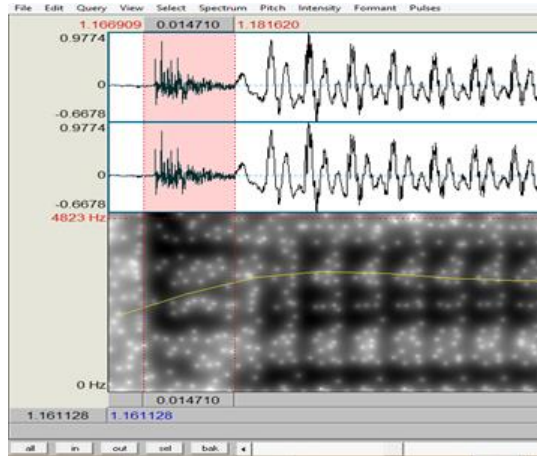 File Edit Query View Select Spectrum Pitch Intensity Formant Pulses
1.166909 0.014710 1.181620
0.9774
0
-0.6678
0.9774
0
-0.6678
4823 Hz
0 Hz
0.014710
1.161128 1.161128
all in out sel bak